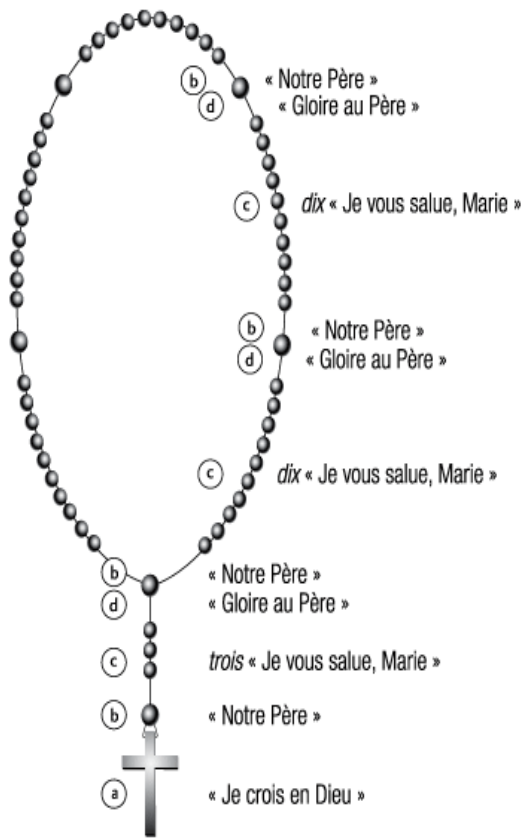 b « Notre Père »
d « Gloire au Père »
c dix « Je vous salue, Marie »
b « Notre Père »
d « Gloire au Père »
c dix « Je vous salue, Marie »
b « Notre Père »
d « Gloire au Père »
c trois « Je vous salue, Marie »
b « Notre Père »
a « Je crois en Dieu »